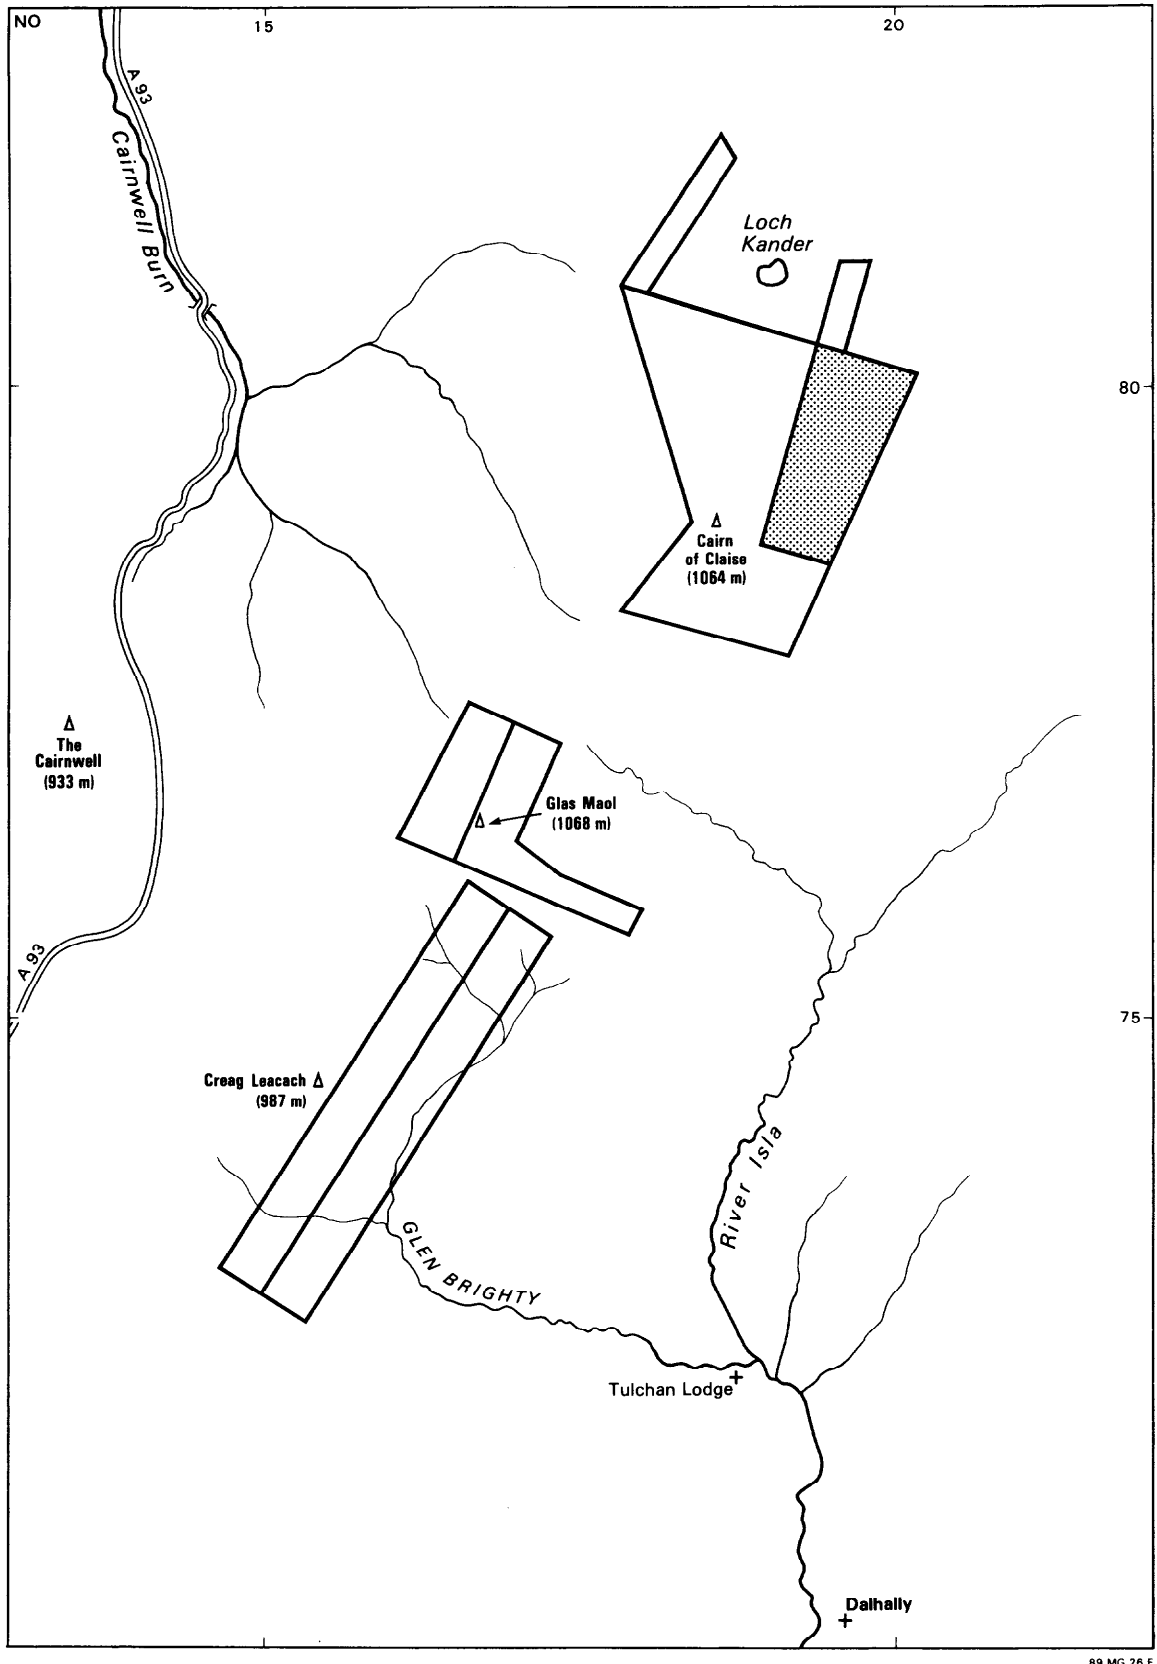 NO
15
20
A 93
Cairnwell Burn
Loch
Kander
80
Cairn
of Claise
(1064 m)
The
Cairnwell
(933 m)
Glas Maol
(1068 m)
A 93
75
Creag Leacach
(987 m)
River Isla
GLEN BRIGHTY
Tulchan Lodge
Dalhally
89 MG 26 F